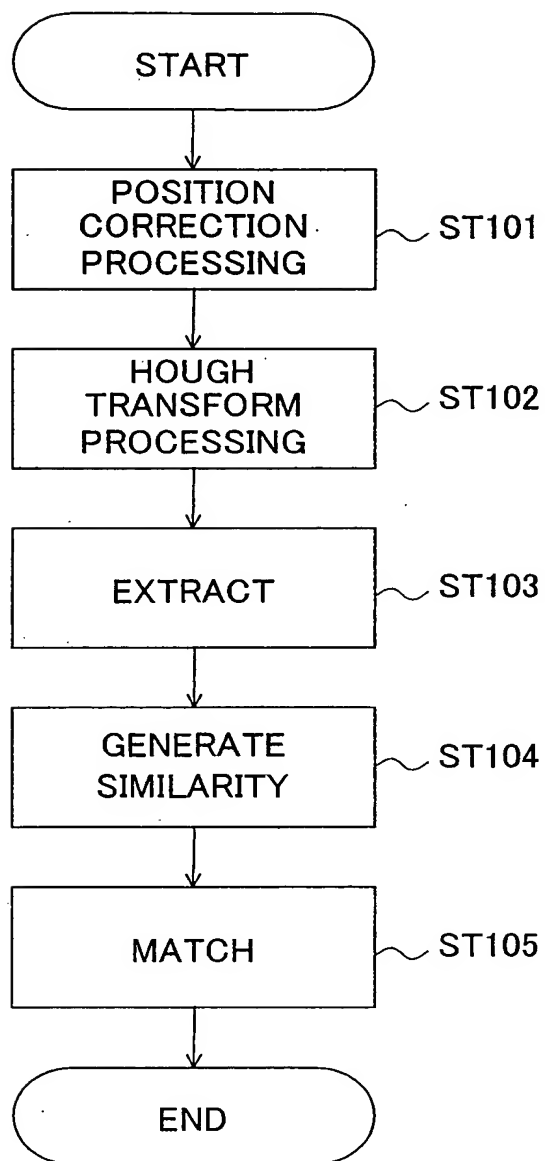 START
POSITION
CORRECTION
PROCESSING
ST101
HOUGH
TRANSFORM
PROCESSING
ST102
EXTRACT
ST103
GENERATE
SIMILARITY
ST104
MATCH
ST105
END